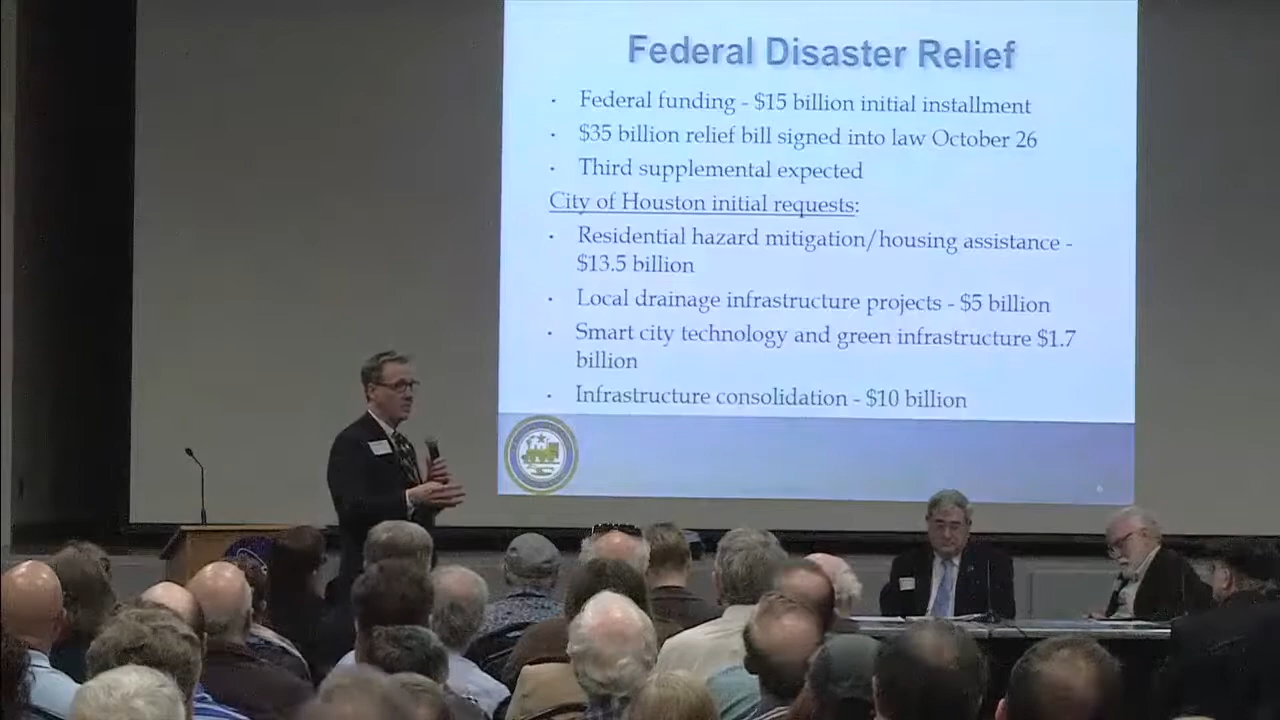 Federal Disaster Relief
· Federal funding - $15 billion initial installment
· $35 billion relief bill signed into law October 26
· Third supplemental expected
City of Houston initial requests:
· Residential hazard mitigation/housing assistance -
$13.5 billion
· Local drainage infrastructure projects - $5 billion
· Smart city technology and green infrastructure $1.7
billion
· Infrastructure consolidation - $10 billion